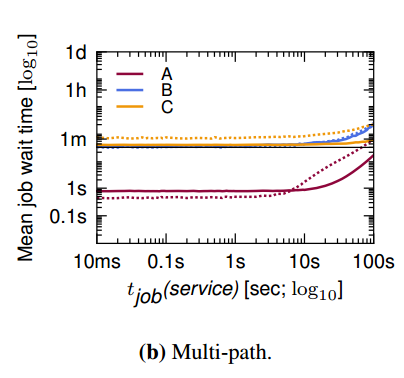 Mean job wait time [log10]
1d
1h
1m
1s
0.1s
A
B
C
10ms 0.1s 1s 10s 100s
t_job(service) [sec; log10]
(b) Multi-path.